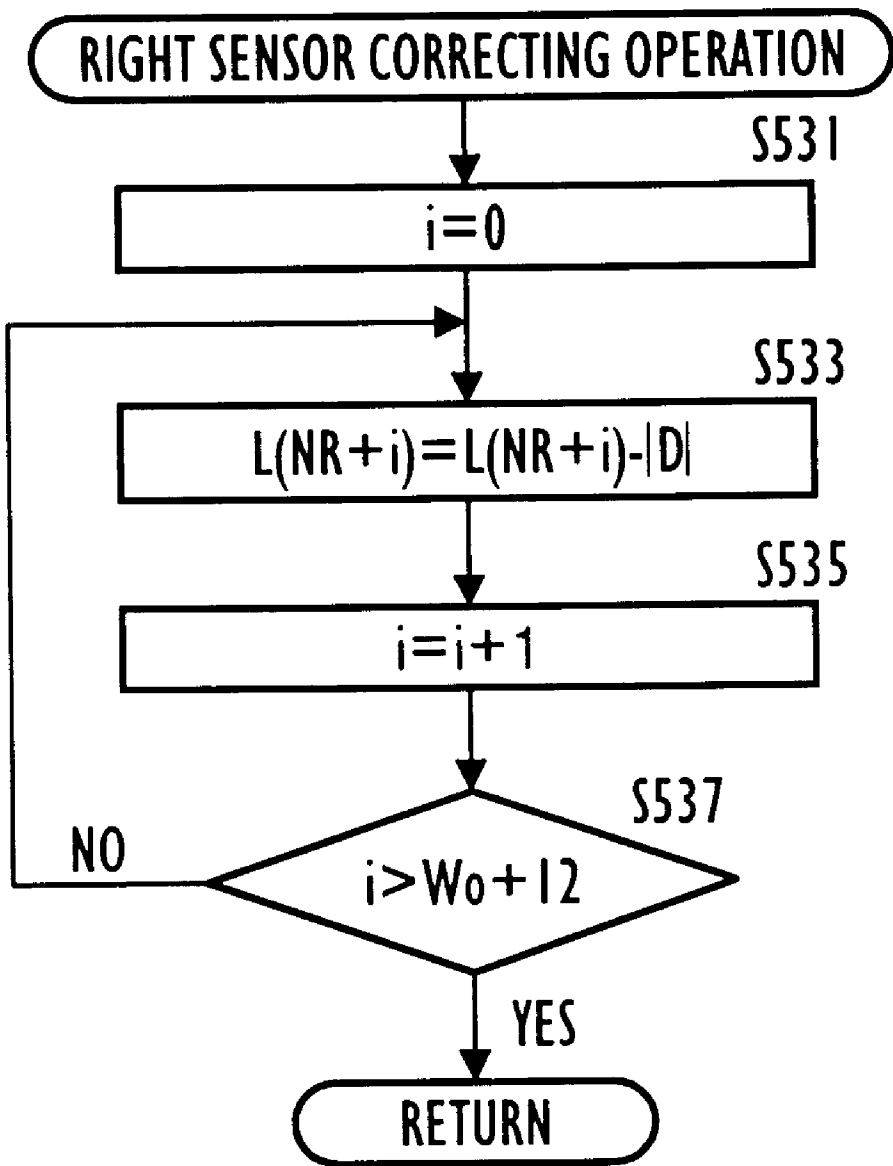 RIGHT SENSOR CORRECTING OPERATION
S531
i=0
S533
L(NR+i)=L(NR+i)-|D|
S535
i=i+1
S537
NO
i>Wo+12
YES
RETURN